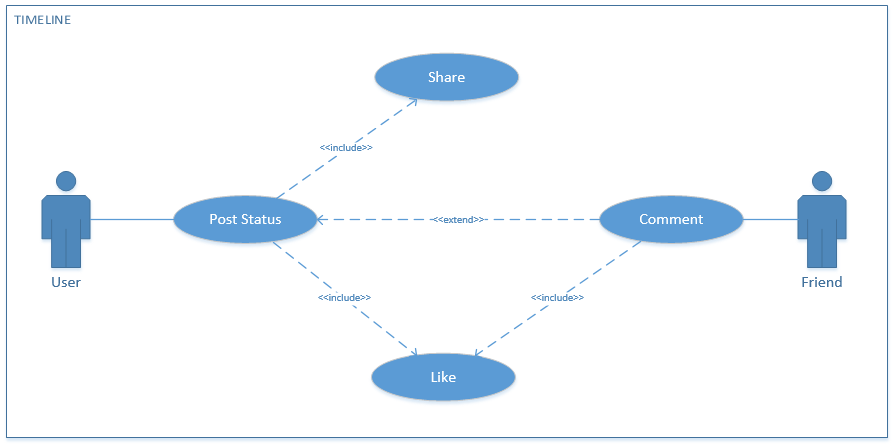 TIMELINE
Share
<<include>>
Post Status
<<extend>>
Comment
User
Friend
<<include>>
<<include>>
Like